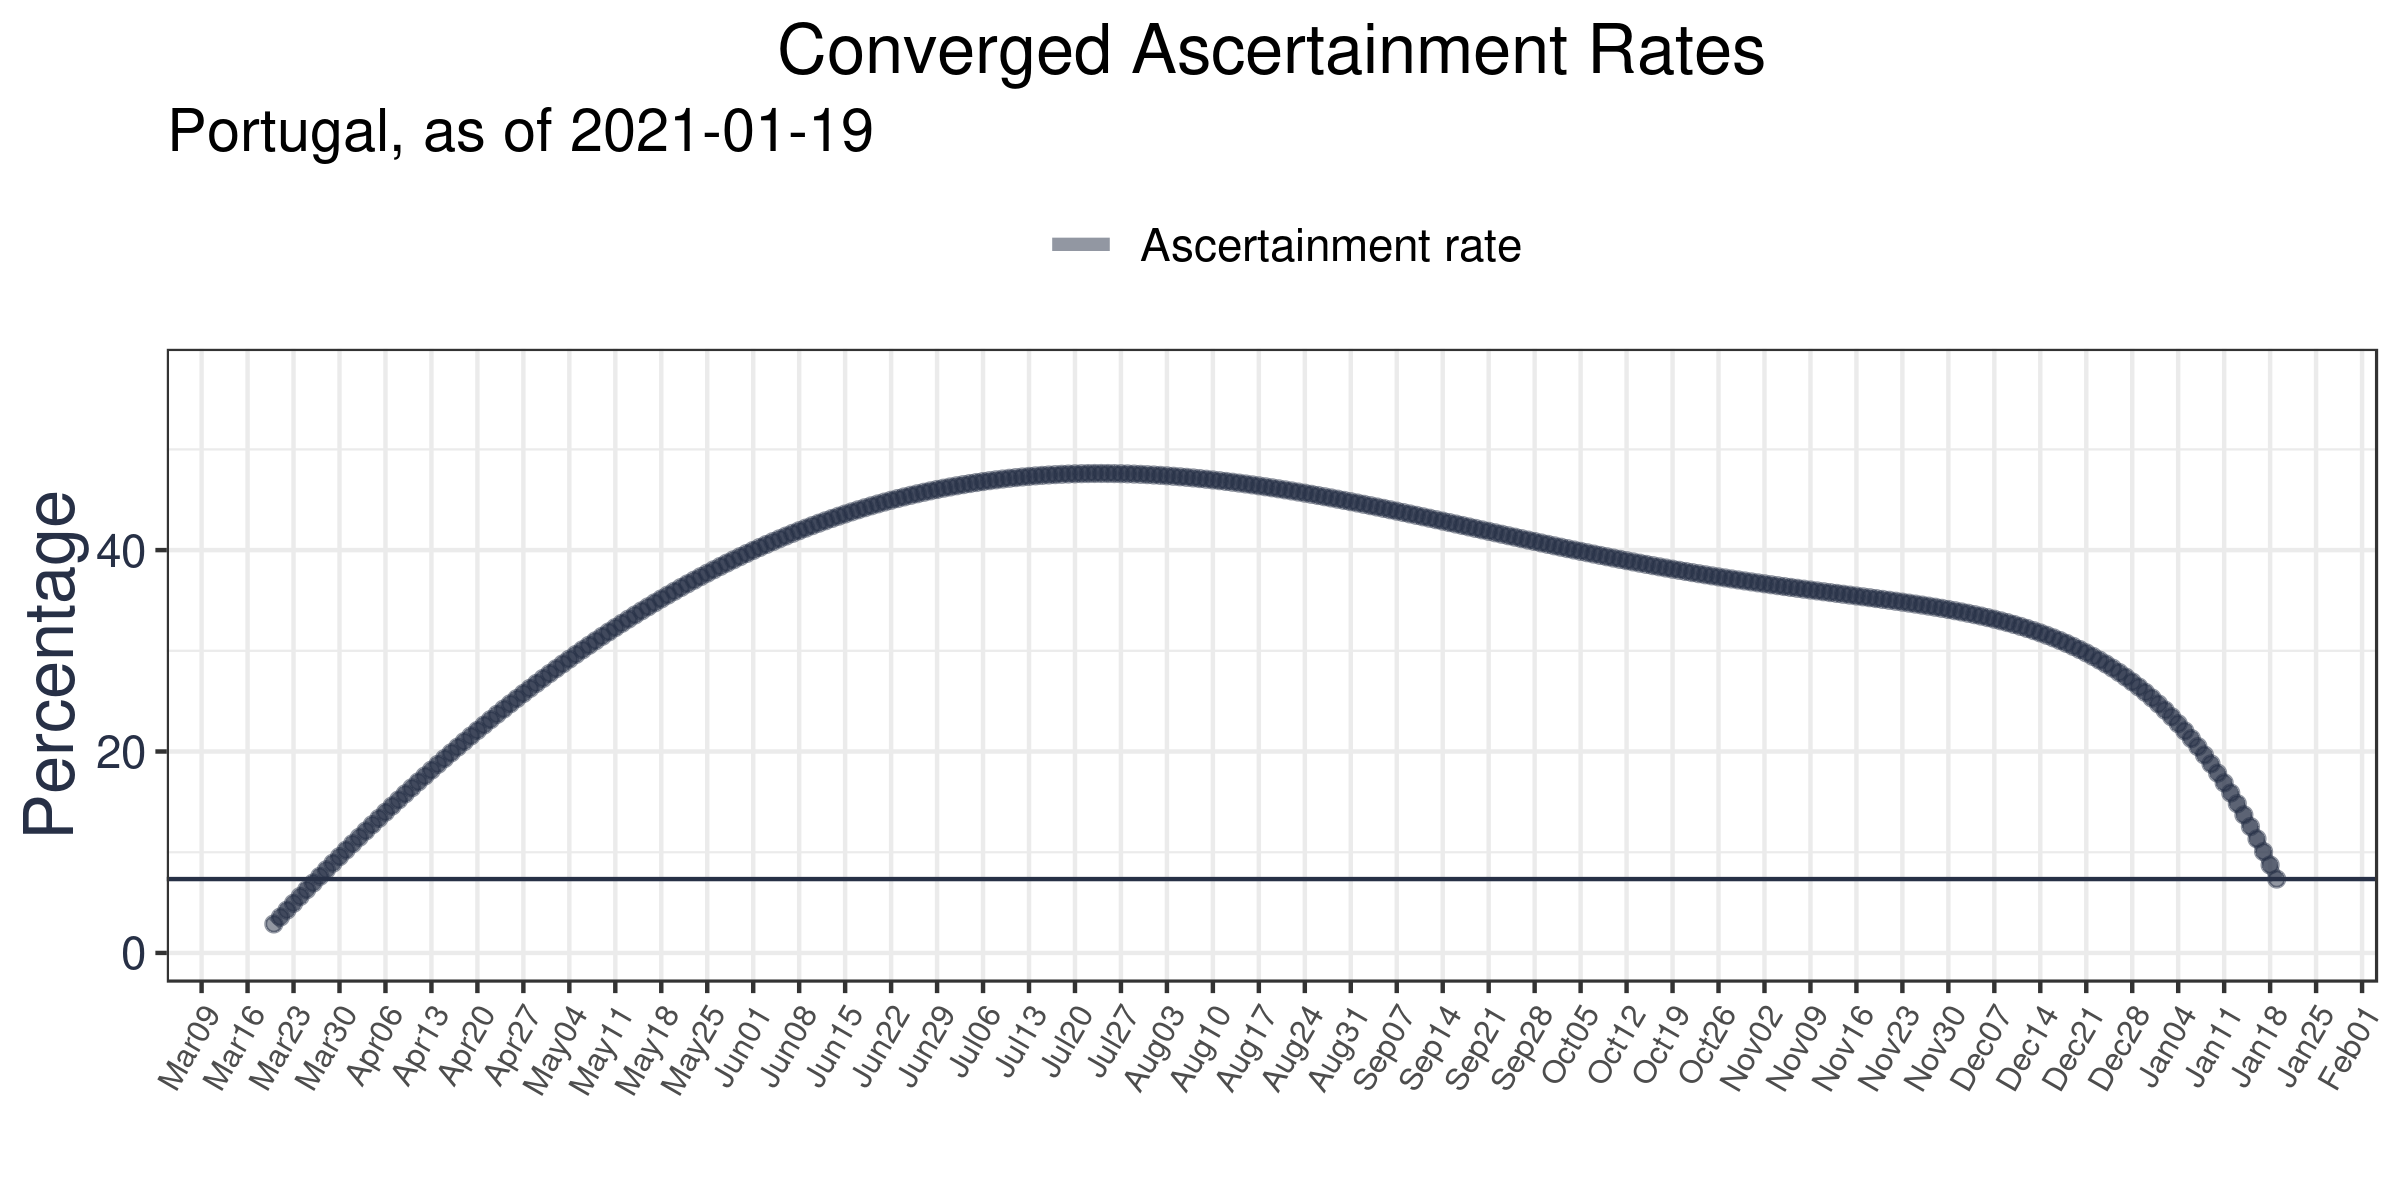 Converged Ascertainment Rates
Portugal, as of 2021-01-19
Ascertainment rate
Percentage
40
20
0
Mar09
Mar16
Mar23
Mar30
Apr06
Apr13
Apr20
Apr27
May04
May11
May18
May25
Jun01
Jun08
Jun15
Jun22
Jun29
Jul06
Jul13
Jul20
Jul27
Aug03
Aug10
Aug17
Aug24
Aug31
Sep07
Sep14
Sep21
Sep28
Oct05
Oct12
Oct19
Oct26
Nov02
Nov09
Nov16
Nov23
Nov30
Dec07
Dec14
Dec21
Dec28
Jan04
Jan11
Jan18
Jan25
Feb01